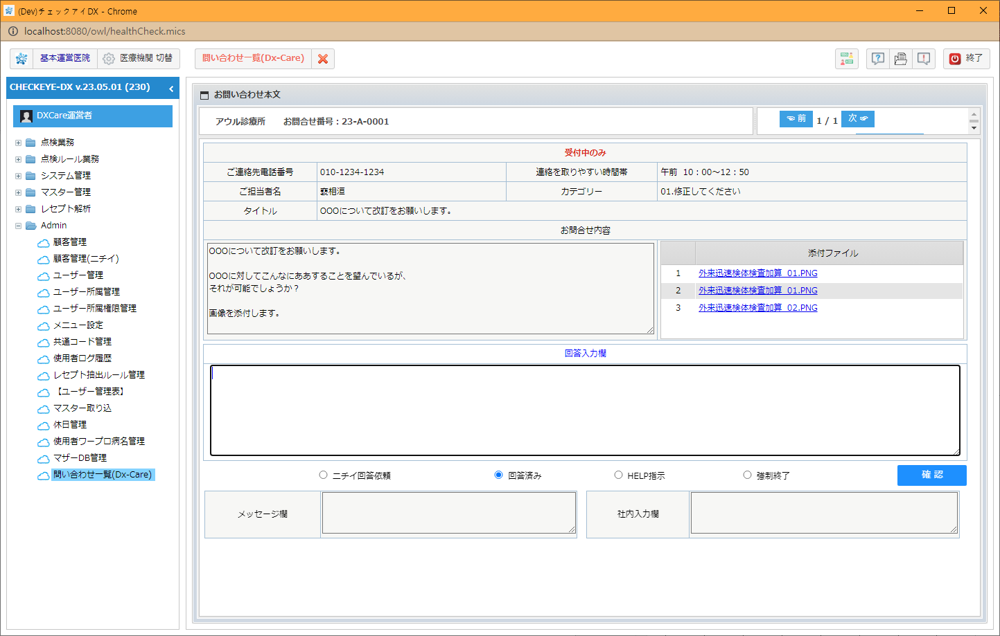 (Dev)チェックアイDX - Chrome
localhost:8080/owl/healthCheck.mics
基本運営医院
医療機関 切替
問い合わせ一覧(Dx-Care)
終了
CHECKEYE-DX v.23.05.01 (230)
DXCare運営者
点検業務
点検ルール業務
システム管理
マスター管理
レセプト解析
Admin
顧客管理
顧客管理(ニチイ)
ユーザー管理
ユーザー所属管理
ユーザー所属権限管理
メニュー設定
共通コード管理
使用者ログ履歴
レセプト抽出ルール管理
【ユーザー管理表】
マスター取り込
休日管理
使用者ワープロ病名管理
マザーDB管理
問い合わせ一覧(Dx-Care)
お問い合わせ本文
アウル診療所 お問合せ番号：23-A-0001
前 1 / 1 次
受付中のみ
ご連絡先電話番号 010-1234-1234 連絡を取りやすい時間帯 午前 10：00～12：50
ご担当者名 裵相洹 カテゴリー 01.修正してください
タイトル OOOについて改訂をお願いします。
お問合せ内容
OOOについて改訂をお願いします。
OOOに対してこんなにああすることを望んでいるが、
それが可能でしょうか？
画像を添付します。
添付ファイル
1 外来迅速検体検査加算_01.PNG
2 外来迅速検体検査加算_01.PNG
3 外来迅速検体検査加算_02.PNG
回答入力欄
ニチイ回答依頼 回答済み HELP指示 強制終了 確 認
メッセージ欄 社内入力欄